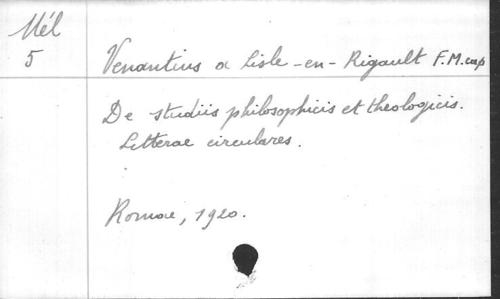 Mél
5
Venantius a Lisle-en-Rigault F.M.cap
De studiis philosophicis et theologicis.
Litterae circulares.
Romae, 1920.